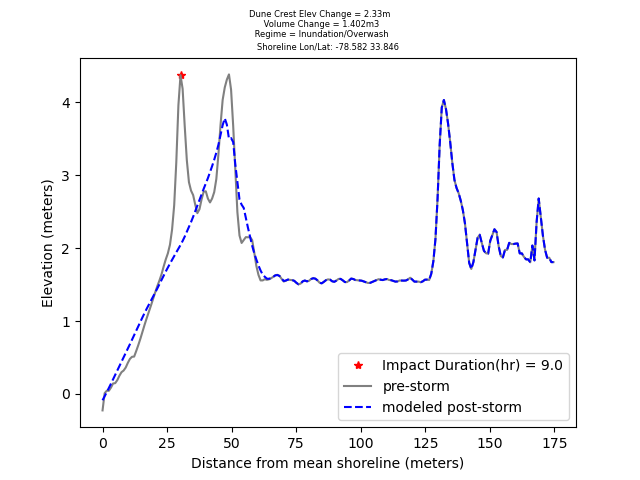 Dune Crest Elev Change = 2.33m
Volume Change = 1.402m3
Regime = Inundation/Overwash
Shoreline Lon/Lat: -78.582 33.846
4
3
2
1
0
Elevation (meters)
Impact Duration(hr) = 9.0
pre-storm
modeled post-storm
0 25 50 75 100 125 150 175
Distance from mean shoreline (meters)